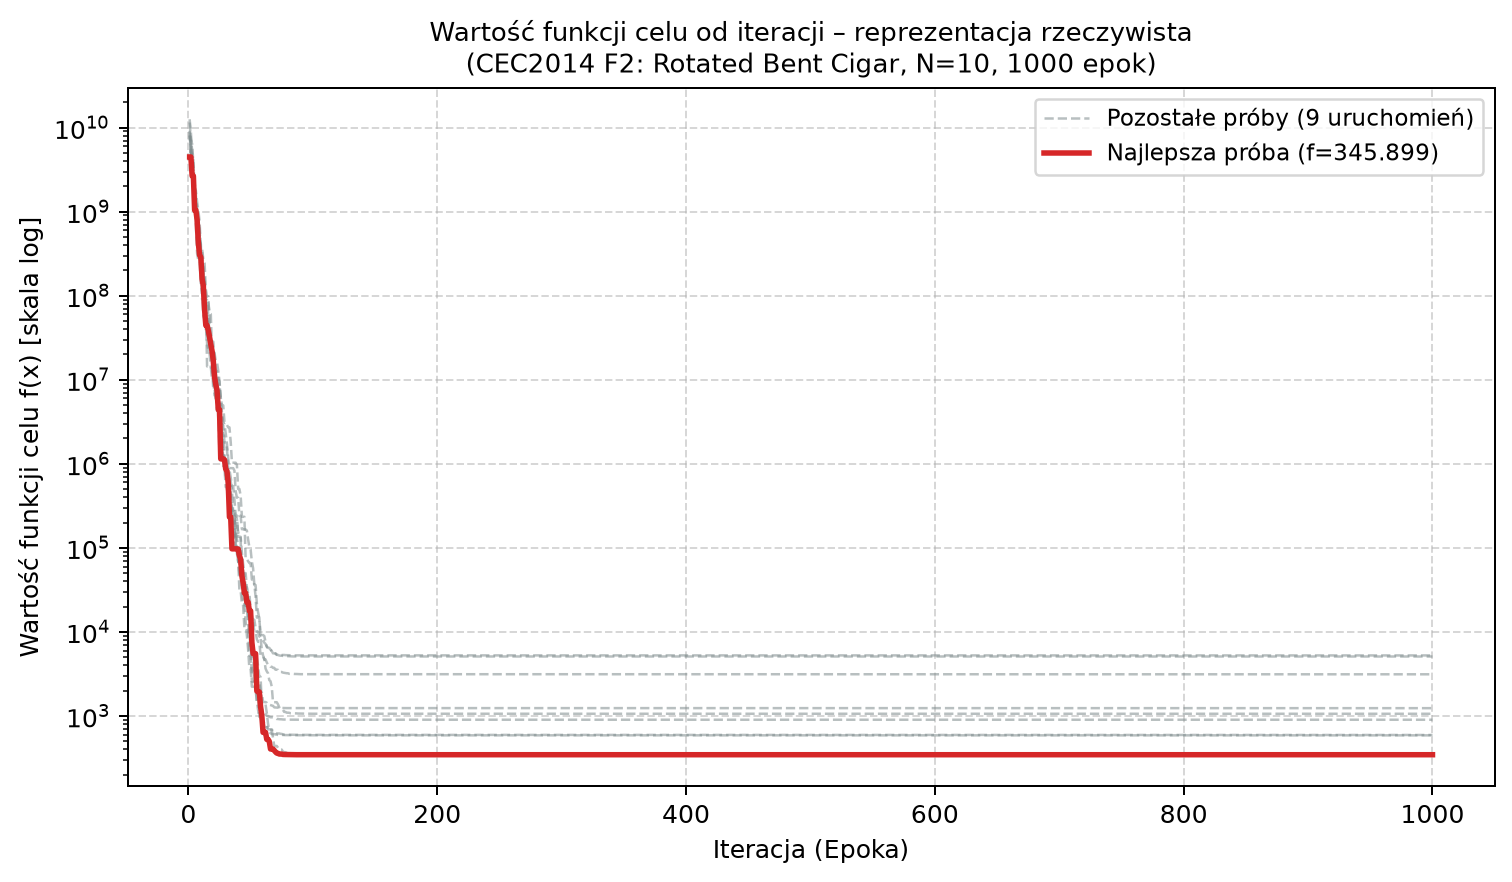 Wartość funkcji celu od iteracji – reprezentacja rzeczywista
(CEC2014 F2: Rotated Bent Cigar, N=10, 1000 epok)
Pozostałe próby (9 uruchomień)
Najlepsza próba (f=345.899)
Wartość funkcji celu f(x) [skala log]
10¹⁰
10⁹
10⁸
10⁷
10⁶
10⁵
10⁴
10³
0 200 400 600 800 1000
Iteracja (Epoka)